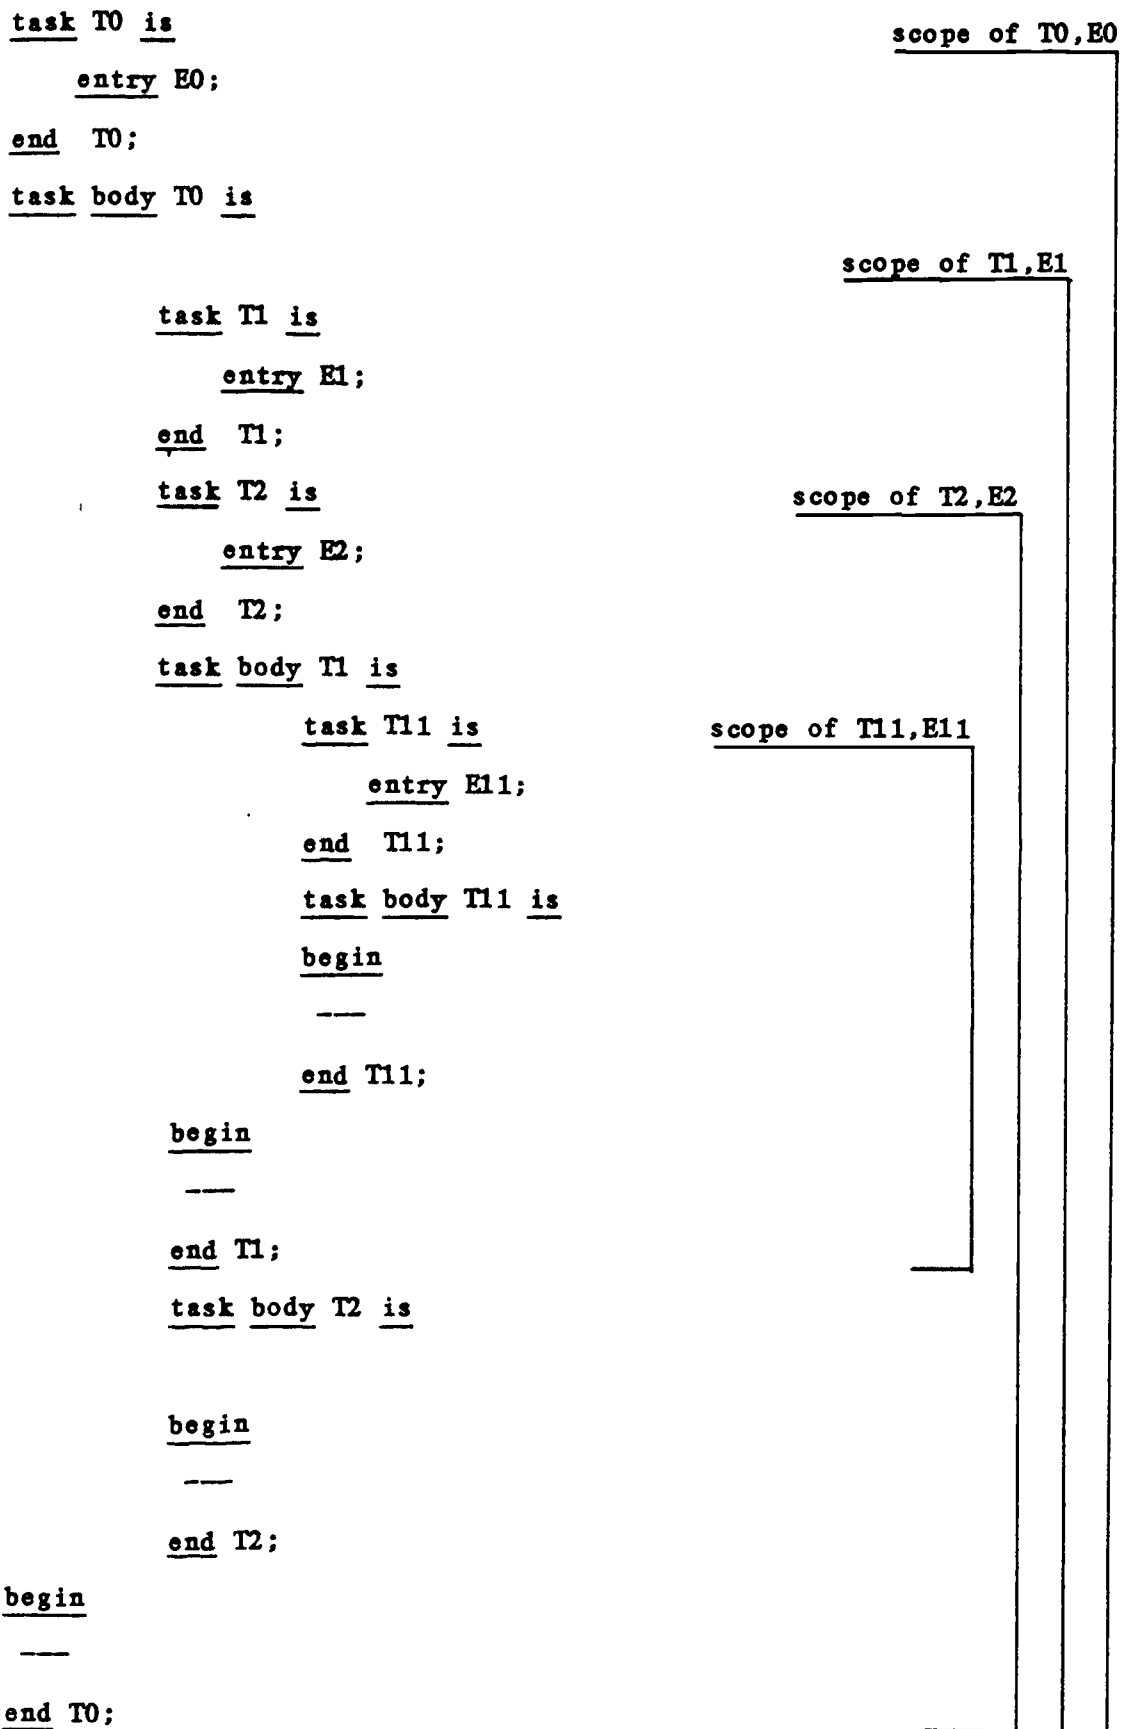 task T0 is
scope of T0,E0
entry E0;
end T0;
task body T0 is
scope of T1,E1
task T1 is
entry E1;
end T1;
task T2 is
scope of T2,E2
entry E2;
end T2;
task body T1 is
task T11 is
scope of T11,E11
entry E11;
end T11;
task body T11 is
begin
---
end T11;
begin
---
end T1;
task body T2 is
begin
---
end T2;
begin
---
end T0;